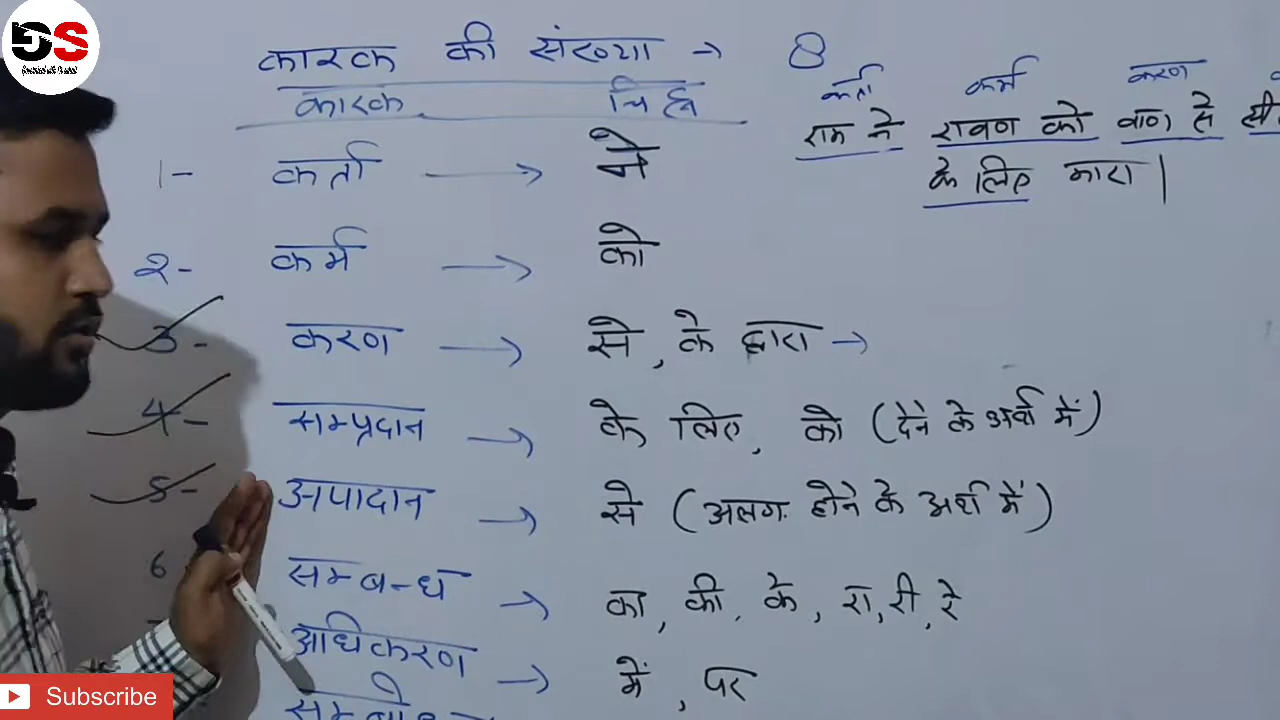 कारक की संख्या → 8
कारक चिह्न
1- कर्ता → ने
2- कर्म → को
3- करण → से, के द्वारा →
4- सम्प्रदान → के लिए, को (देने के अर्थ में)
5- अपादान → से (अलग होने के अर्थ में)
6 सम्बन्ध → का, की, के, रा, री, रे
अधिकरण → में, पर
कर्ता कर्म करण
राम ने रावण को बाण से
के लिए मारा।
DS
Subscribe